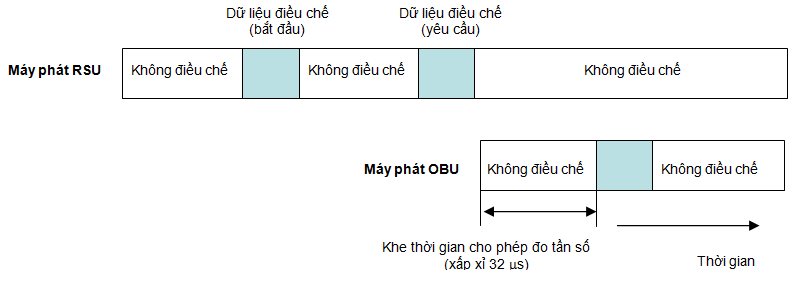 Dữ liệu điều chế
(bắt đầu)
Dữ liệu điều chế
(yêu cầu)
Máy phát RSU
Không điều chế
Không điều chế
Không điều chế
Máy phát OBU
Không điều chế
Không điều chế
Khe thời gian cho phép đo tần số
(xấp xỉ 32 µs)
Thời gian